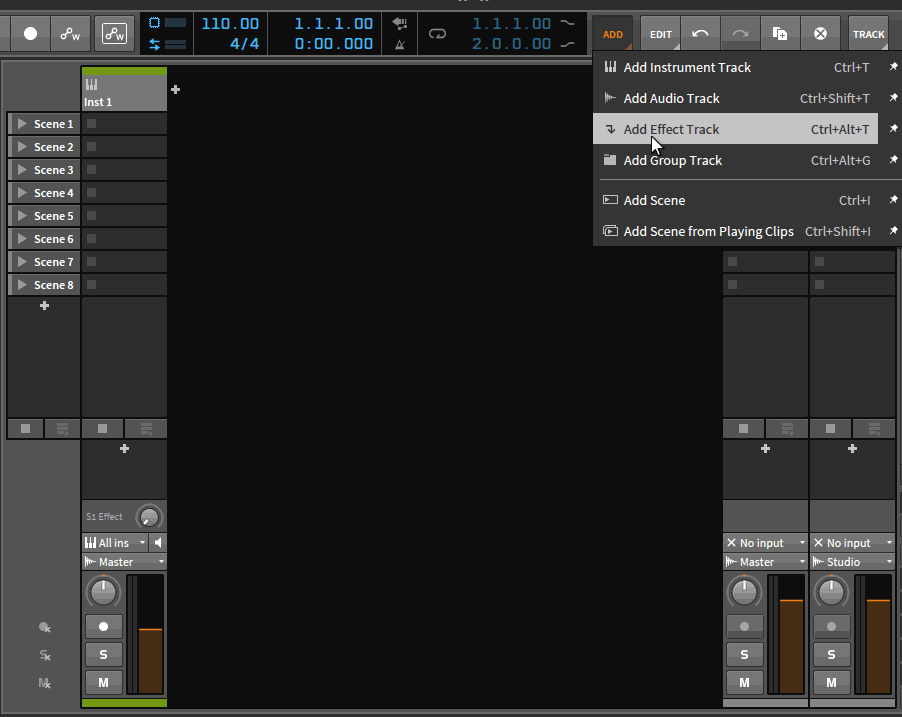 110.00
4/4
1.1.1.00
0:00.000
1.1.1.00
2.0.0.00
ADD
EDIT
TRACK
Add Instrument Track Ctrl+T
Add Audio Track Ctrl+Shift+T
Add Effect Track Ctrl+Alt+T
Add Group Track Ctrl+Alt+G
Add Scene Ctrl+I
Add Scene from Playing Clips Ctrl+Shift+I
Inst 1
Scene 1
Scene 2
Scene 3
Scene 4
Scene 5
Scene 6
Scene 7
Scene 8
S1 Effect
All ins
No input
No input
Master
Master
Studio
S
S
S
M
M
M